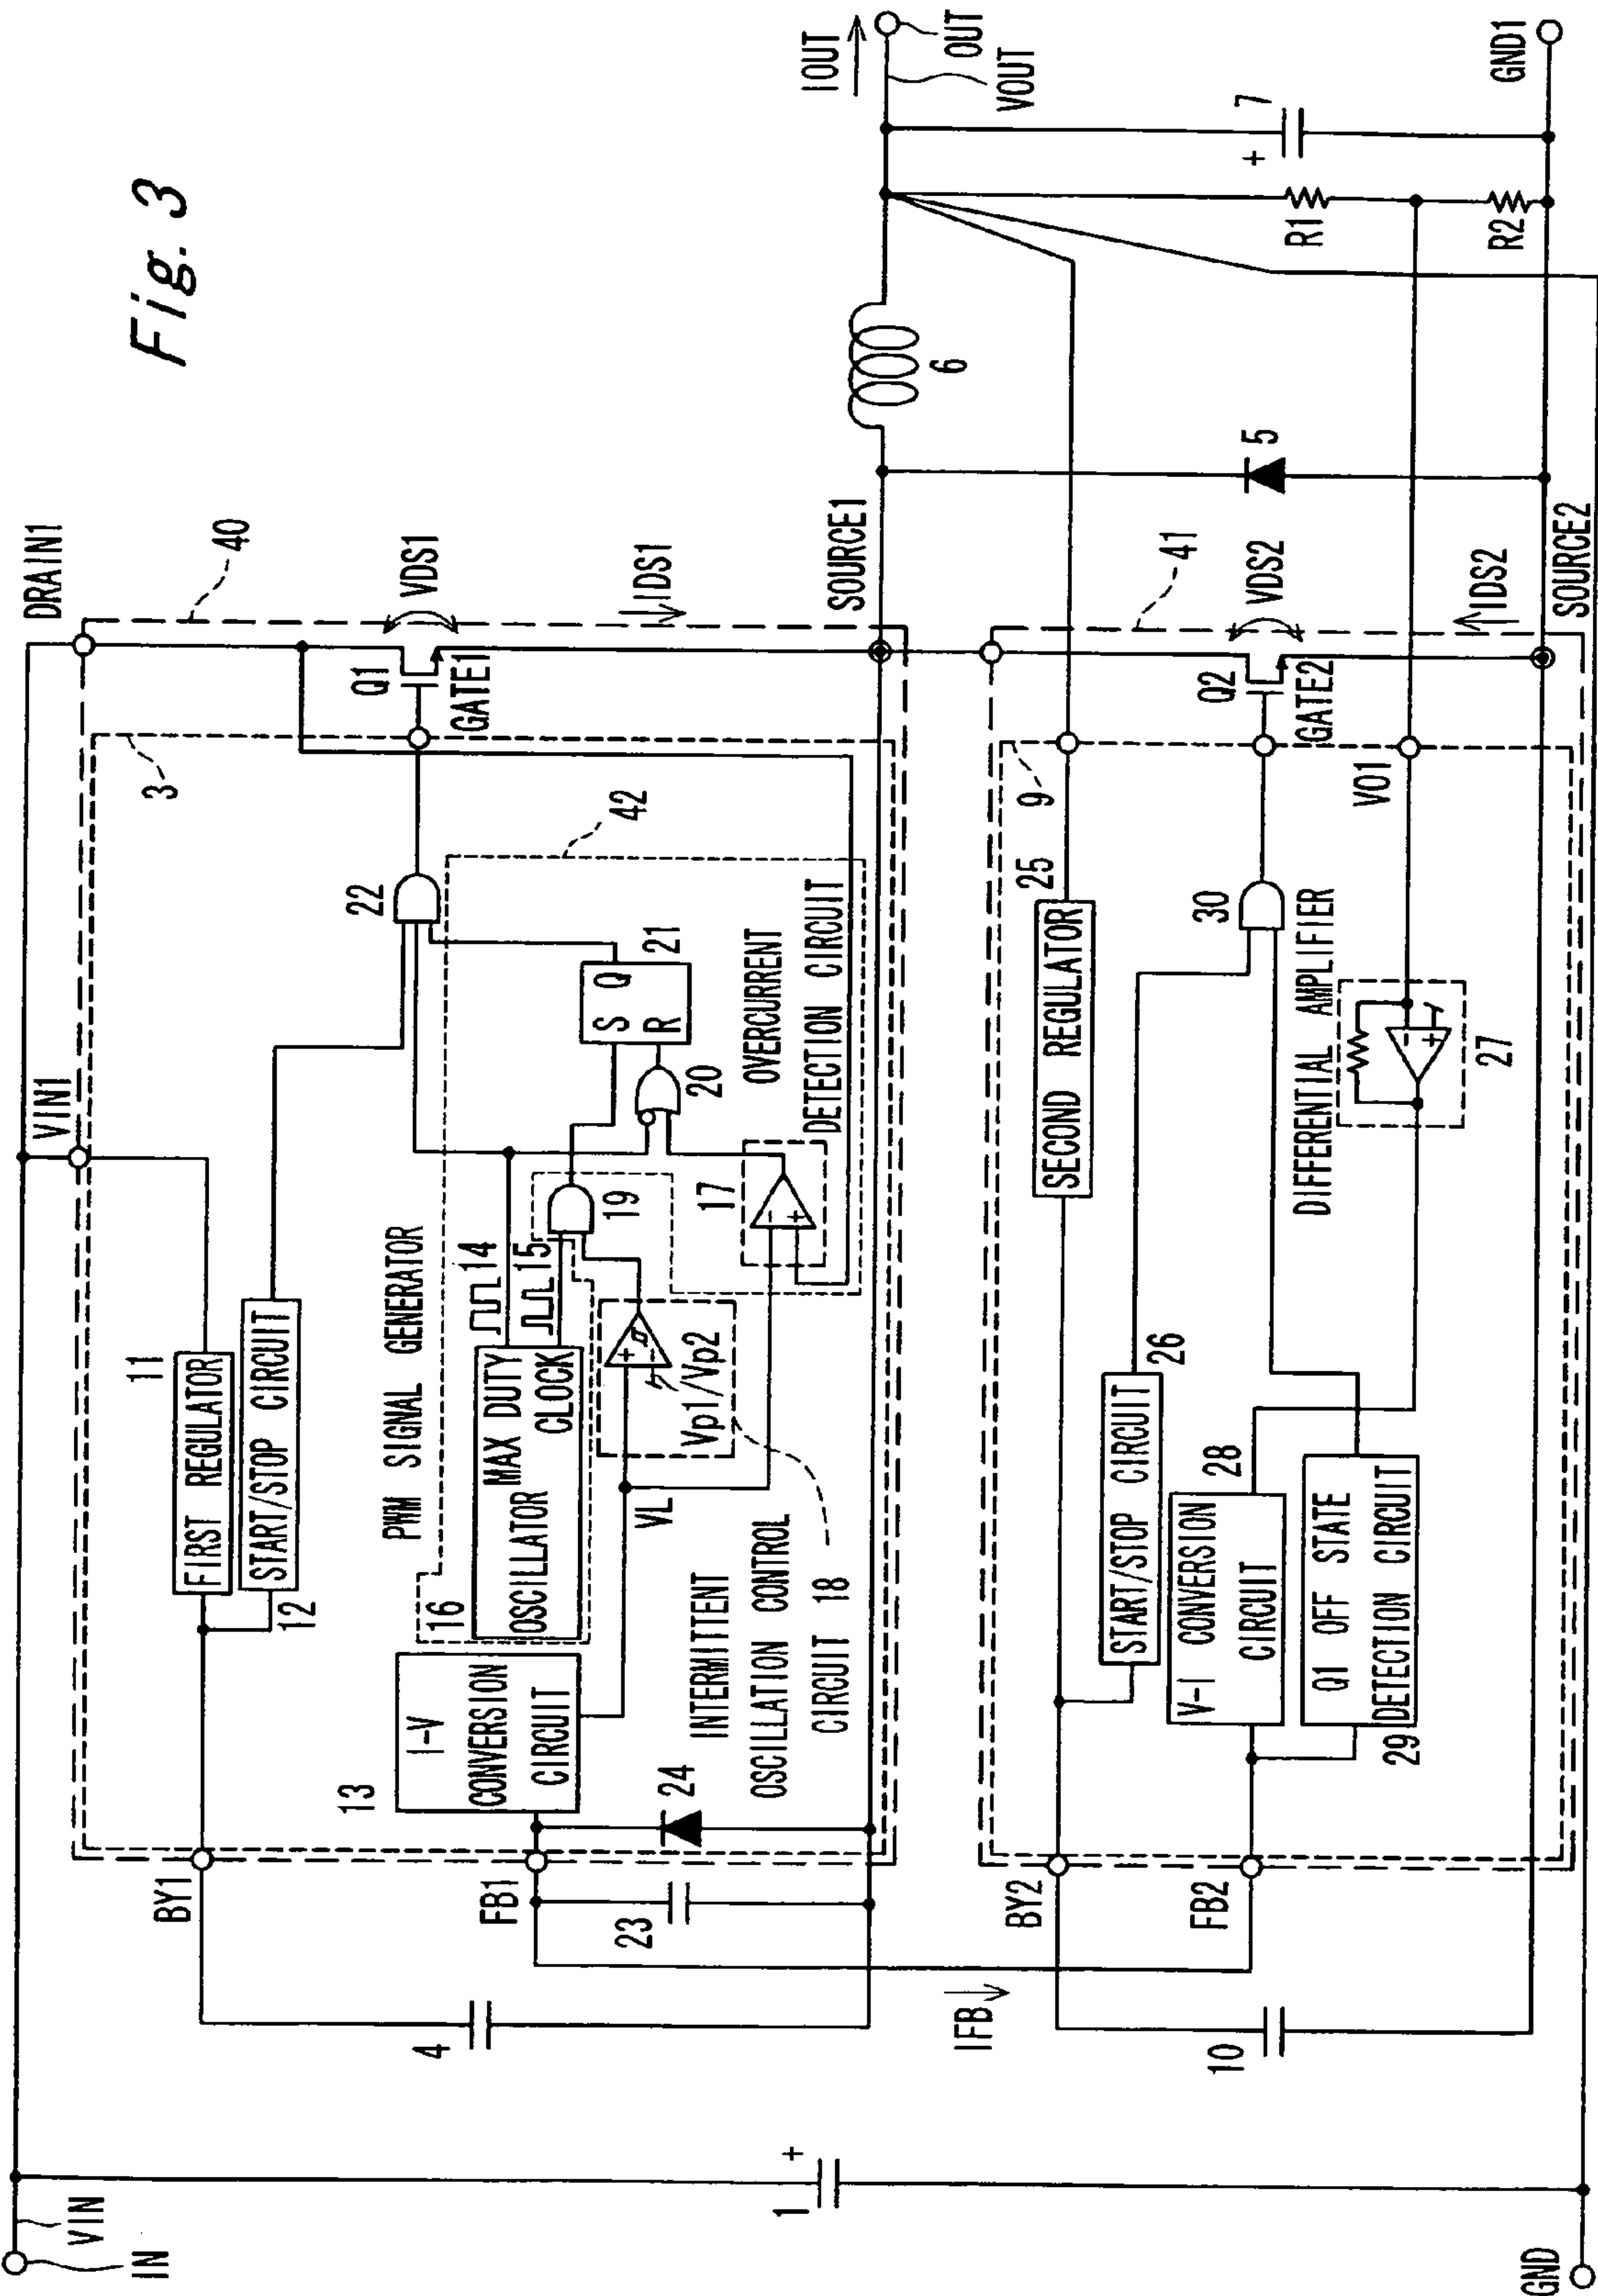 Fig. 3
IN
VIN
VIN1
DRAIN1
40
3
11
FIRST REGULATOR
START/STOP CIRCUIT
12
BY1
22
Q1
GATE1
VDS1
IDS1
PWM SIGNAL GENERATOR
16
MAX DUTY
OSCILLATOR
CLOCK
14
15
42
13
I-V
CONVERSION
CIRCUIT
FB1
19
S Q
R
21
20
Vp1/Vp2
VL
17
OVERCURRENT
DETECTION CIRCUIT
24
23
INTERMITTENT
OSCILLATION CONTROL
CIRCUIT 18
4
1
+
SOURCE1
6
IOUT
OUT
VOUT
IFB
BY2
SECOND REGULATOR
25
9
41
START/STOP CIRCUIT
26
30
Q2
GATE2
VDS2
IDS2
5
7
+
FB2
V-I CONVERSION
CIRCUIT
28
10
29
Q1 OFF STATE
DETECTION CIRCUIT
DIFFERENTIAL AMPLIFIER
27
VO1
R1
R2
SOURCE2
GND
GND1